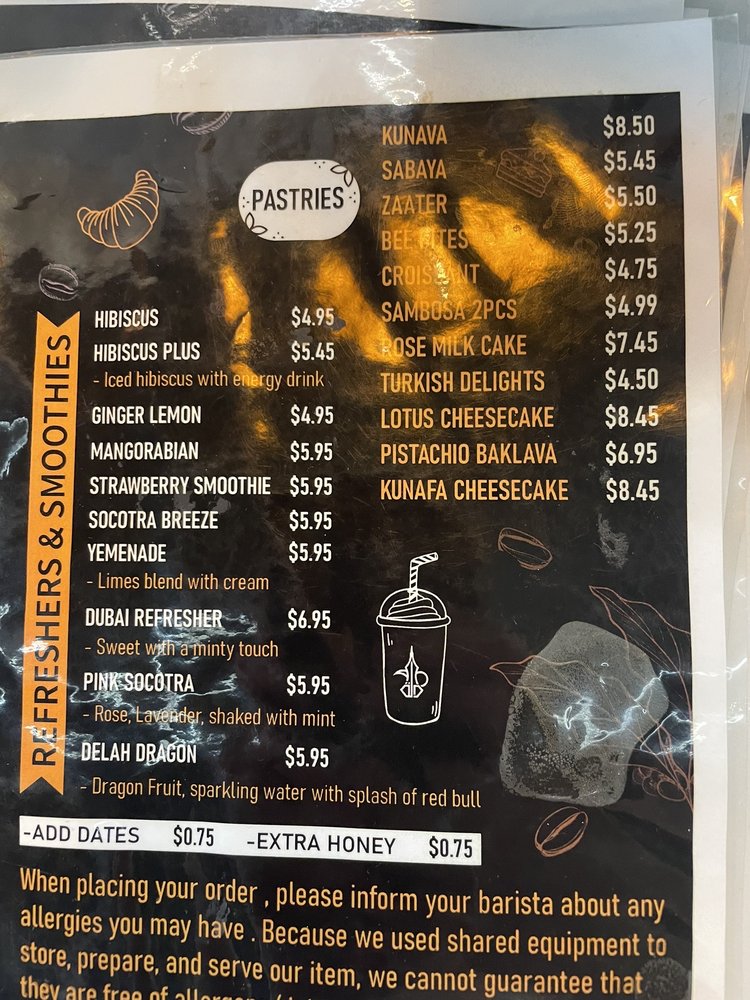 PASTRIES
KUNAVA $8.50
SABAYA $5.45
ZAATER $5.50
BEE BITES $5.25
CROISSANT $4.75
SAMBOSA 2PCS $4.99
ROSE MILK CAKE $7.45
TURKISH DELIGHTS $4.50
LOTUS CHEESECAKE $8.45
PISTACHIO BAKLAVA $6.95
KUNAFA CHEESECAKE $8.45
REFRESHERS & SMOOTHIES
HIBISCUS $4.95
HIBISCUS PLUS $5.45
- Iced hibiscus with energy drink
GINGER LEMON $4.95
MANGORABIAN $5.95
STRAWBERRY SMOOTHIE $5.95
SOCOTRA BREEZE $5.95
YEMENADE $5.95
- Limes blend with cream
DUBAI REFRESHER $6.95
- Sweet with a minty touch
PINK SOCOTRA $5.95
- Rose, Lavender, shaked with mint
DELAH DRAGON $5.95
- Dragon Fruit, sparkling water with splash of red bull
-ADD DATES $0.75 -EXTRA HONEY $0.75
When placing your order , please inform your barista about any
allergies you may have . Because we used shared equipment to
store, prepare, and serve our item, we cannot guarantee that
they are free of